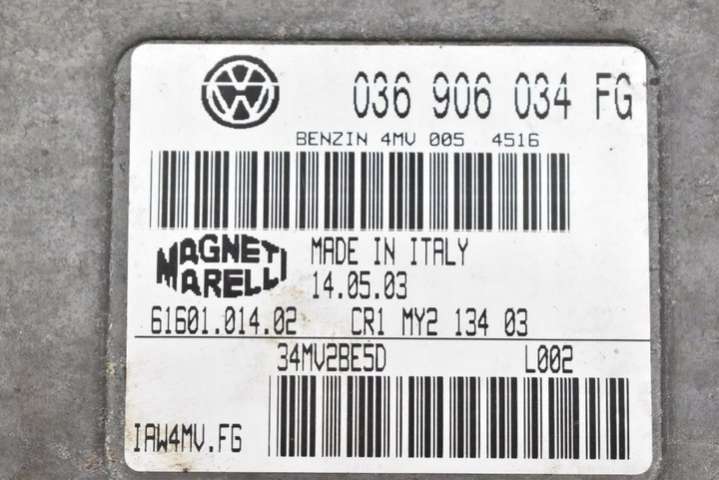 036 906 034 FG
BENZIN 4MV 005 4516
MAGNETI MARELLI
MADE IN ITALY
14.05.03
61601.014.02 CR1 MY2 134 03
34MV2BE5D L002
IAW4MV.FG